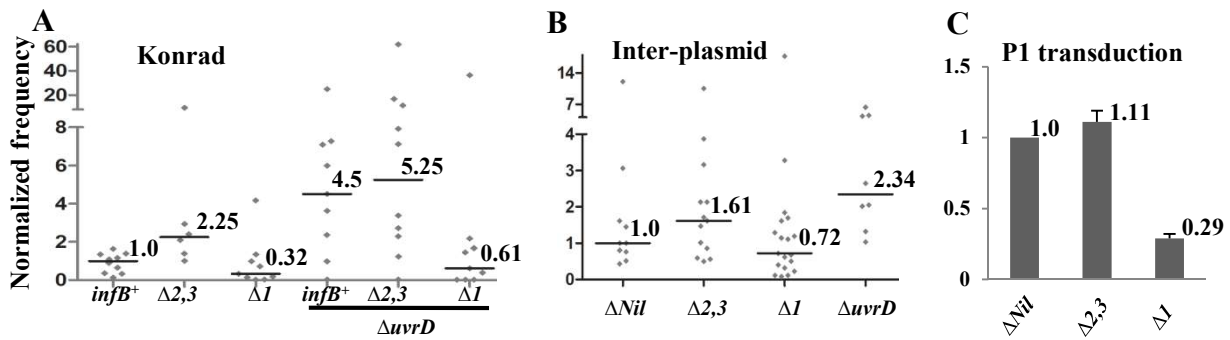 A
Konrad
Normalized frequency
60
40
20
8
6
4
2
0
1.0
2.25
0.32
4.5
5.25
0.61
infB+ Δ2,3 Δ1 infB+ Δ2,3 Δ1
ΔuvrD
B
Inter-plasmid
14
7
4
3
2
1
0
1.0
1.61
0.72
2.34
ΔNil Δ2,3 Δ1 ΔuvrD
C
P1 transduction
1.5
1
0.5
0
1.0
1.11
0.29
ΔNil Δ2,3 Δ1